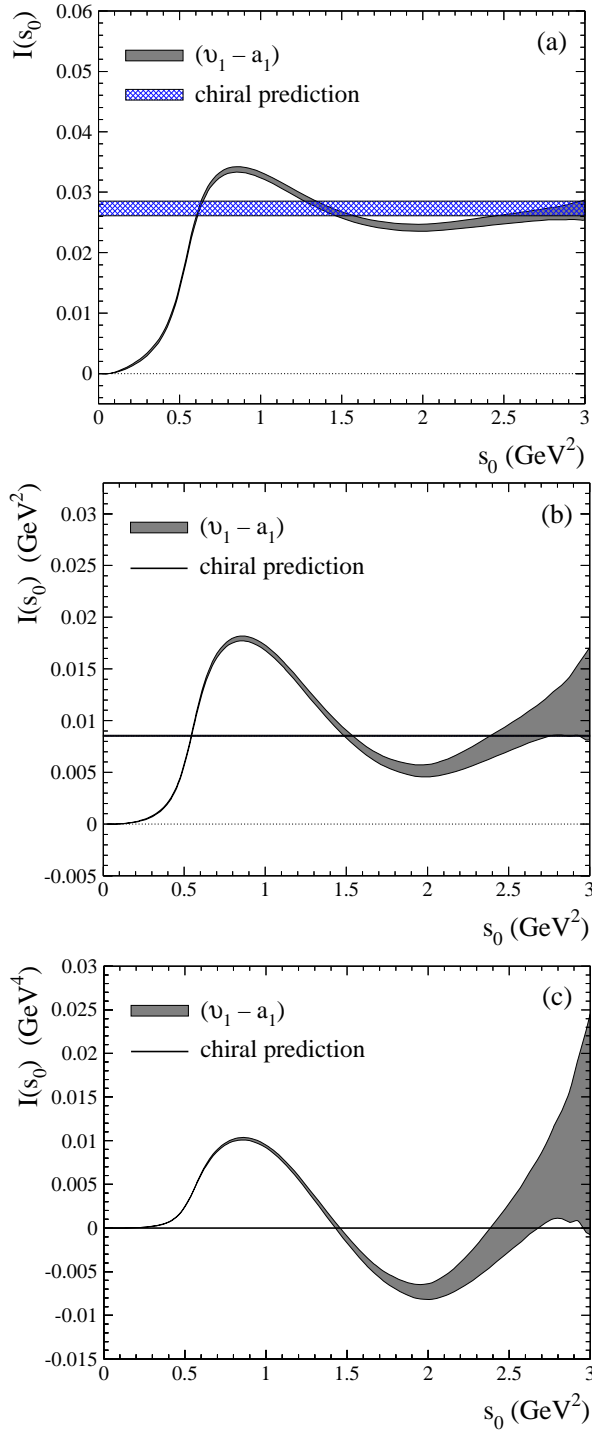 I(s₀)
0.06
(a)
(υ₁ – a₁)
0.05
chiral prediction
0.04
0.03
0.02
0.01
0
0 0.5 1 1.5 2 2.5 3
s₀ (GeV²)
I(s₀) (GeV²)
0.03
(b)
(υ₁ – a₁)
0.025
chiral prediction
0.02
0.015
0.01
0.005
0
-0.005
0 0.5 1 1.5 2 2.5 3
s₀ (GeV²)
I(s₀) (GeV⁴)
0.03
(c)
(υ₁ – a₁)
0.025
chiral prediction
0.02
0.015
0.01
0.005
0
-0.005
-0.01
-0.015
0 0.5 1 1.5 2 2.5 3
s₀ (GeV²)